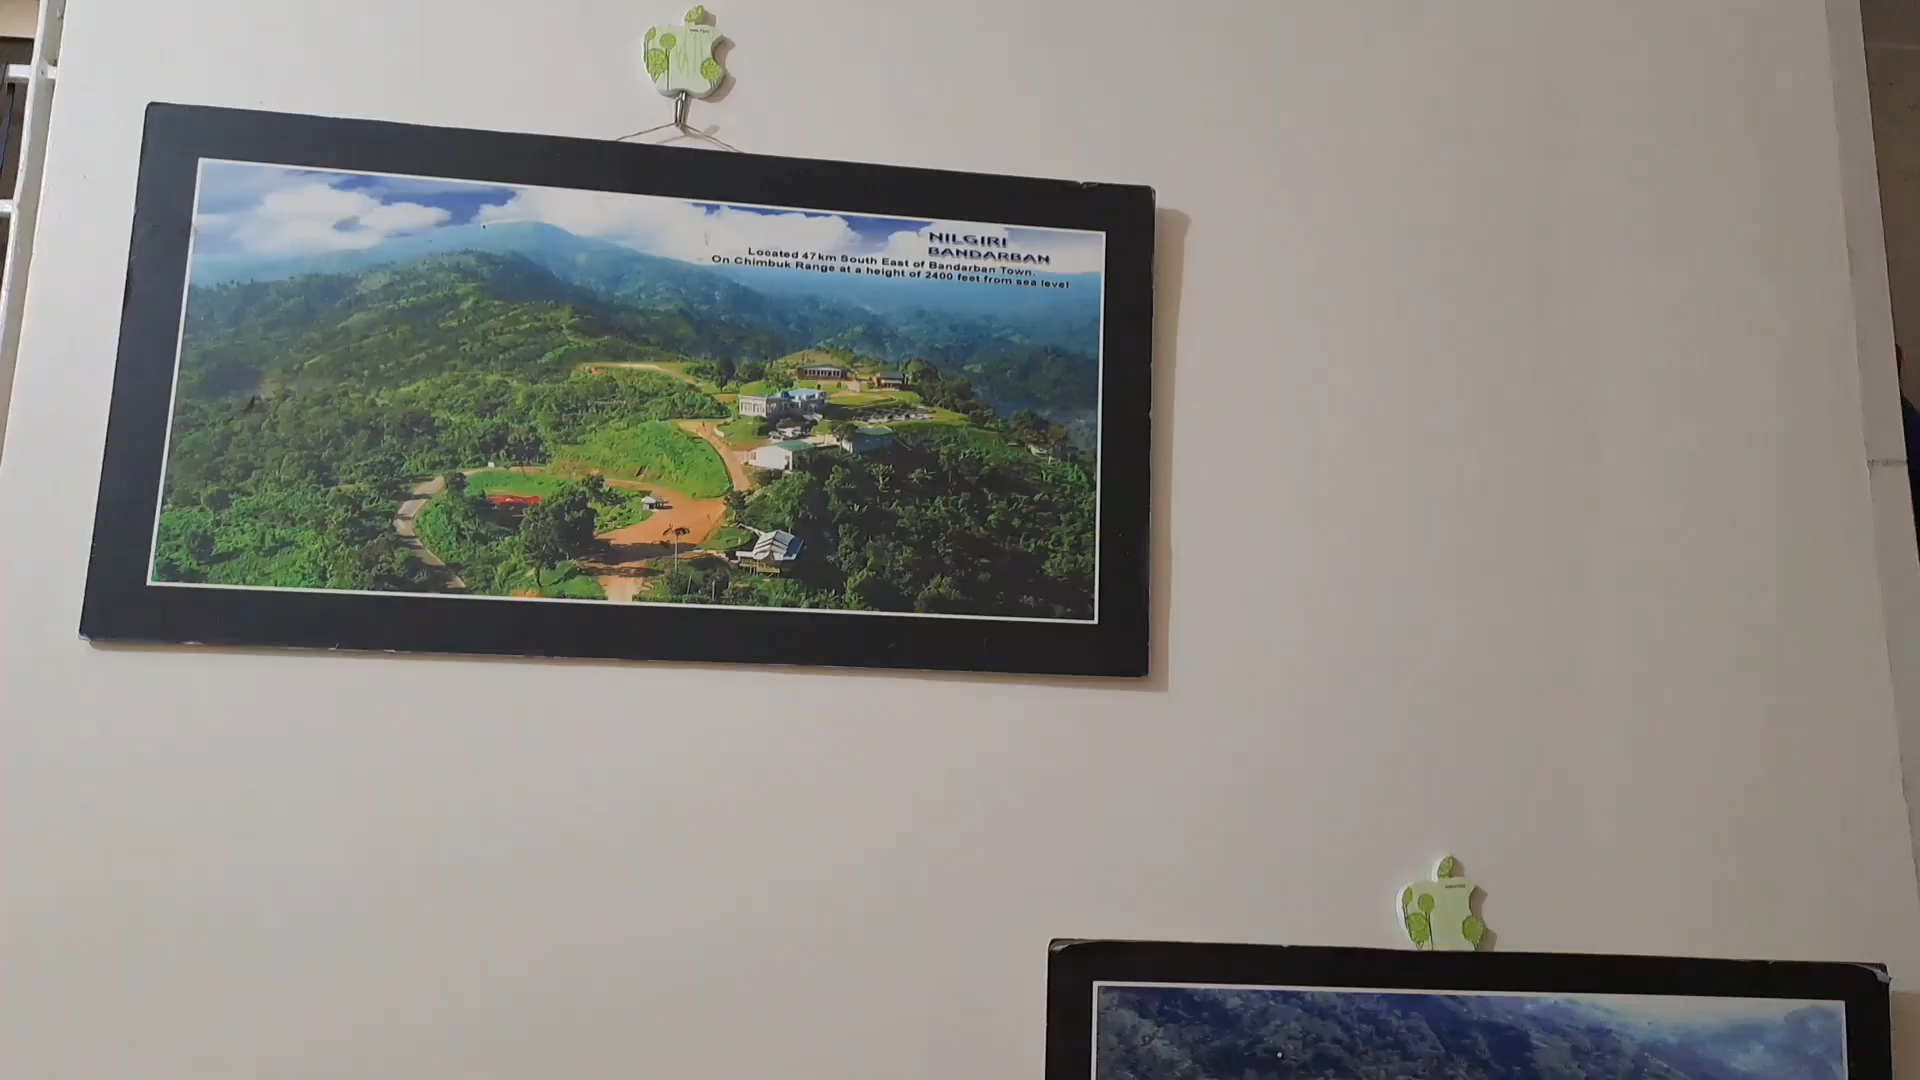 NILGIRI
BANDARBAN
Located 47km South East of Bandarban Town.
On Chimbuk Range at a height of 2400 feet from sea level